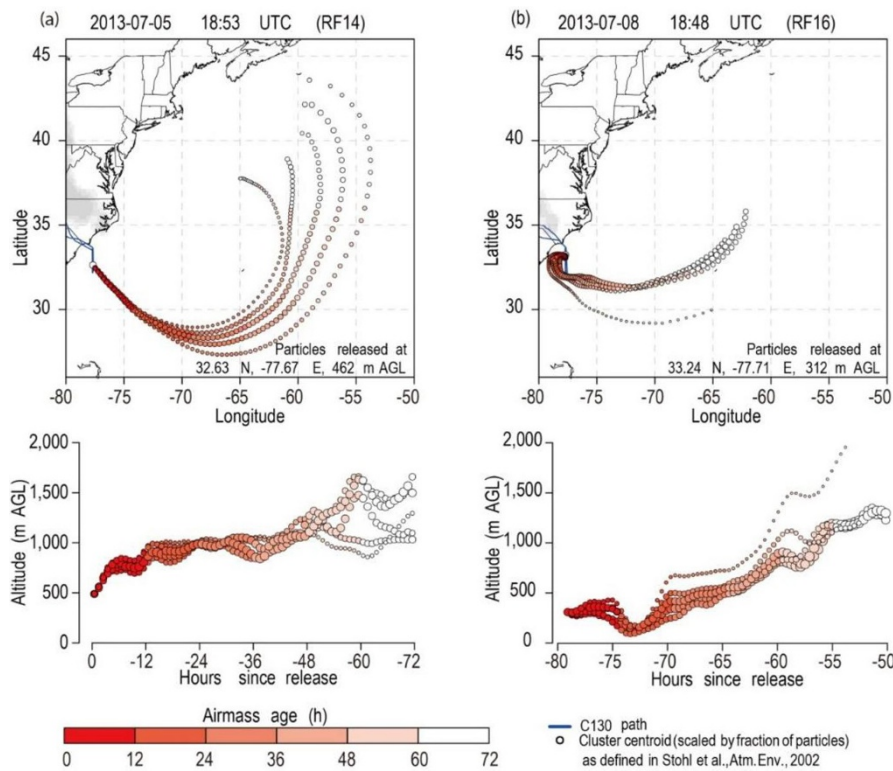 (a) 2013-07-05 18:53 UTC (RF14)
45
40
35
30
Latitude
Particles released at
32.63 N, -77.67 E, 462 m AGL
-80 -75 -70 -65 -60 -55 -50
Longitude
(b) 2013-07-08 18:48 UTC (RF16)
45
40
35
30
Latitude
Particles released at
33.24 N, -77.71 E, 312 m AGL
-80 -75 -70 -65 -60 -55 -50
Longitude
2,000
1,500
1,000
500
0
Altitude (m AGL)
0 -12 -24 -36 -48 -60 -72
Hours since release
2,000
1,500
1,000
500
0
Altitude (m AGL)
-80 -75 -70 -65 -60 -55 -50
Hours since release
Airmass age (h)
0 12 24 36 48 60 72
C130 path
Cluster centroid (scaled by fraction of particles)
as defined in Stohl et al., Atm. Env., 2002